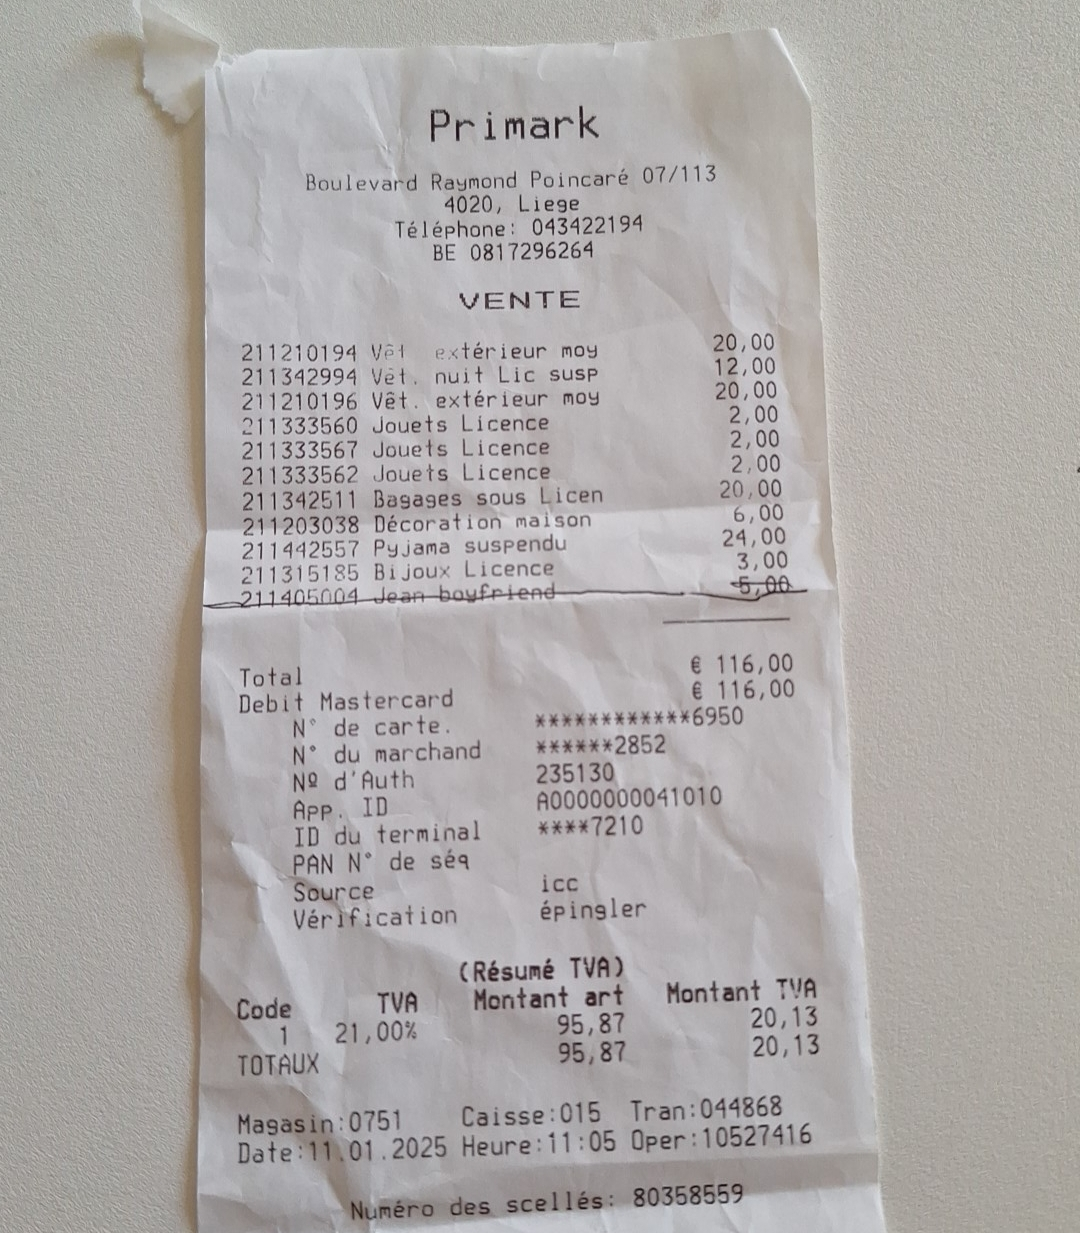 Primark
Boulevard Raymond Poincaré 07/113
4020, Liege
Téléphone: 043422194
BE 0817296264
VENTE
211210194 Vêt extérieur moy 20,00
211342994 Vêt. nuit Lic susp 12,00
211210196 Vêt. extérieur moy 20,00
211333560 Jouets Licence 2,00
211333567 Jouets Licence 2,00
211333562 Jouets Licence 2,00
211342511 Bagages sous Licen 20,00
211203038 Décoration maison 6,00
211442557 Pyjama suspendu 24,00
211315185 Bijoux Licence 3,00
211405004 Jean boyfriend 5,00
Total € 116,00
Debit Mastercard € 116,00
N° de carte. ************6950
N° du marchand ******2852
Nº d'Auth 235130
App. ID A0000000041010
ID du terminal ****7210
PAN N° de séq
Source icc
Vérification épingler
(Résumé TVA)
Code TVA Montant art Montant TVA
1 21,00% 95,87 20,13
TOTAUX 95,87 20,13
Magasin:0751 Caisse:015 Tran:044868
Date:11.01.2025 Heure:11:05 Oper:10527416
Numéro des scellés: 80358559